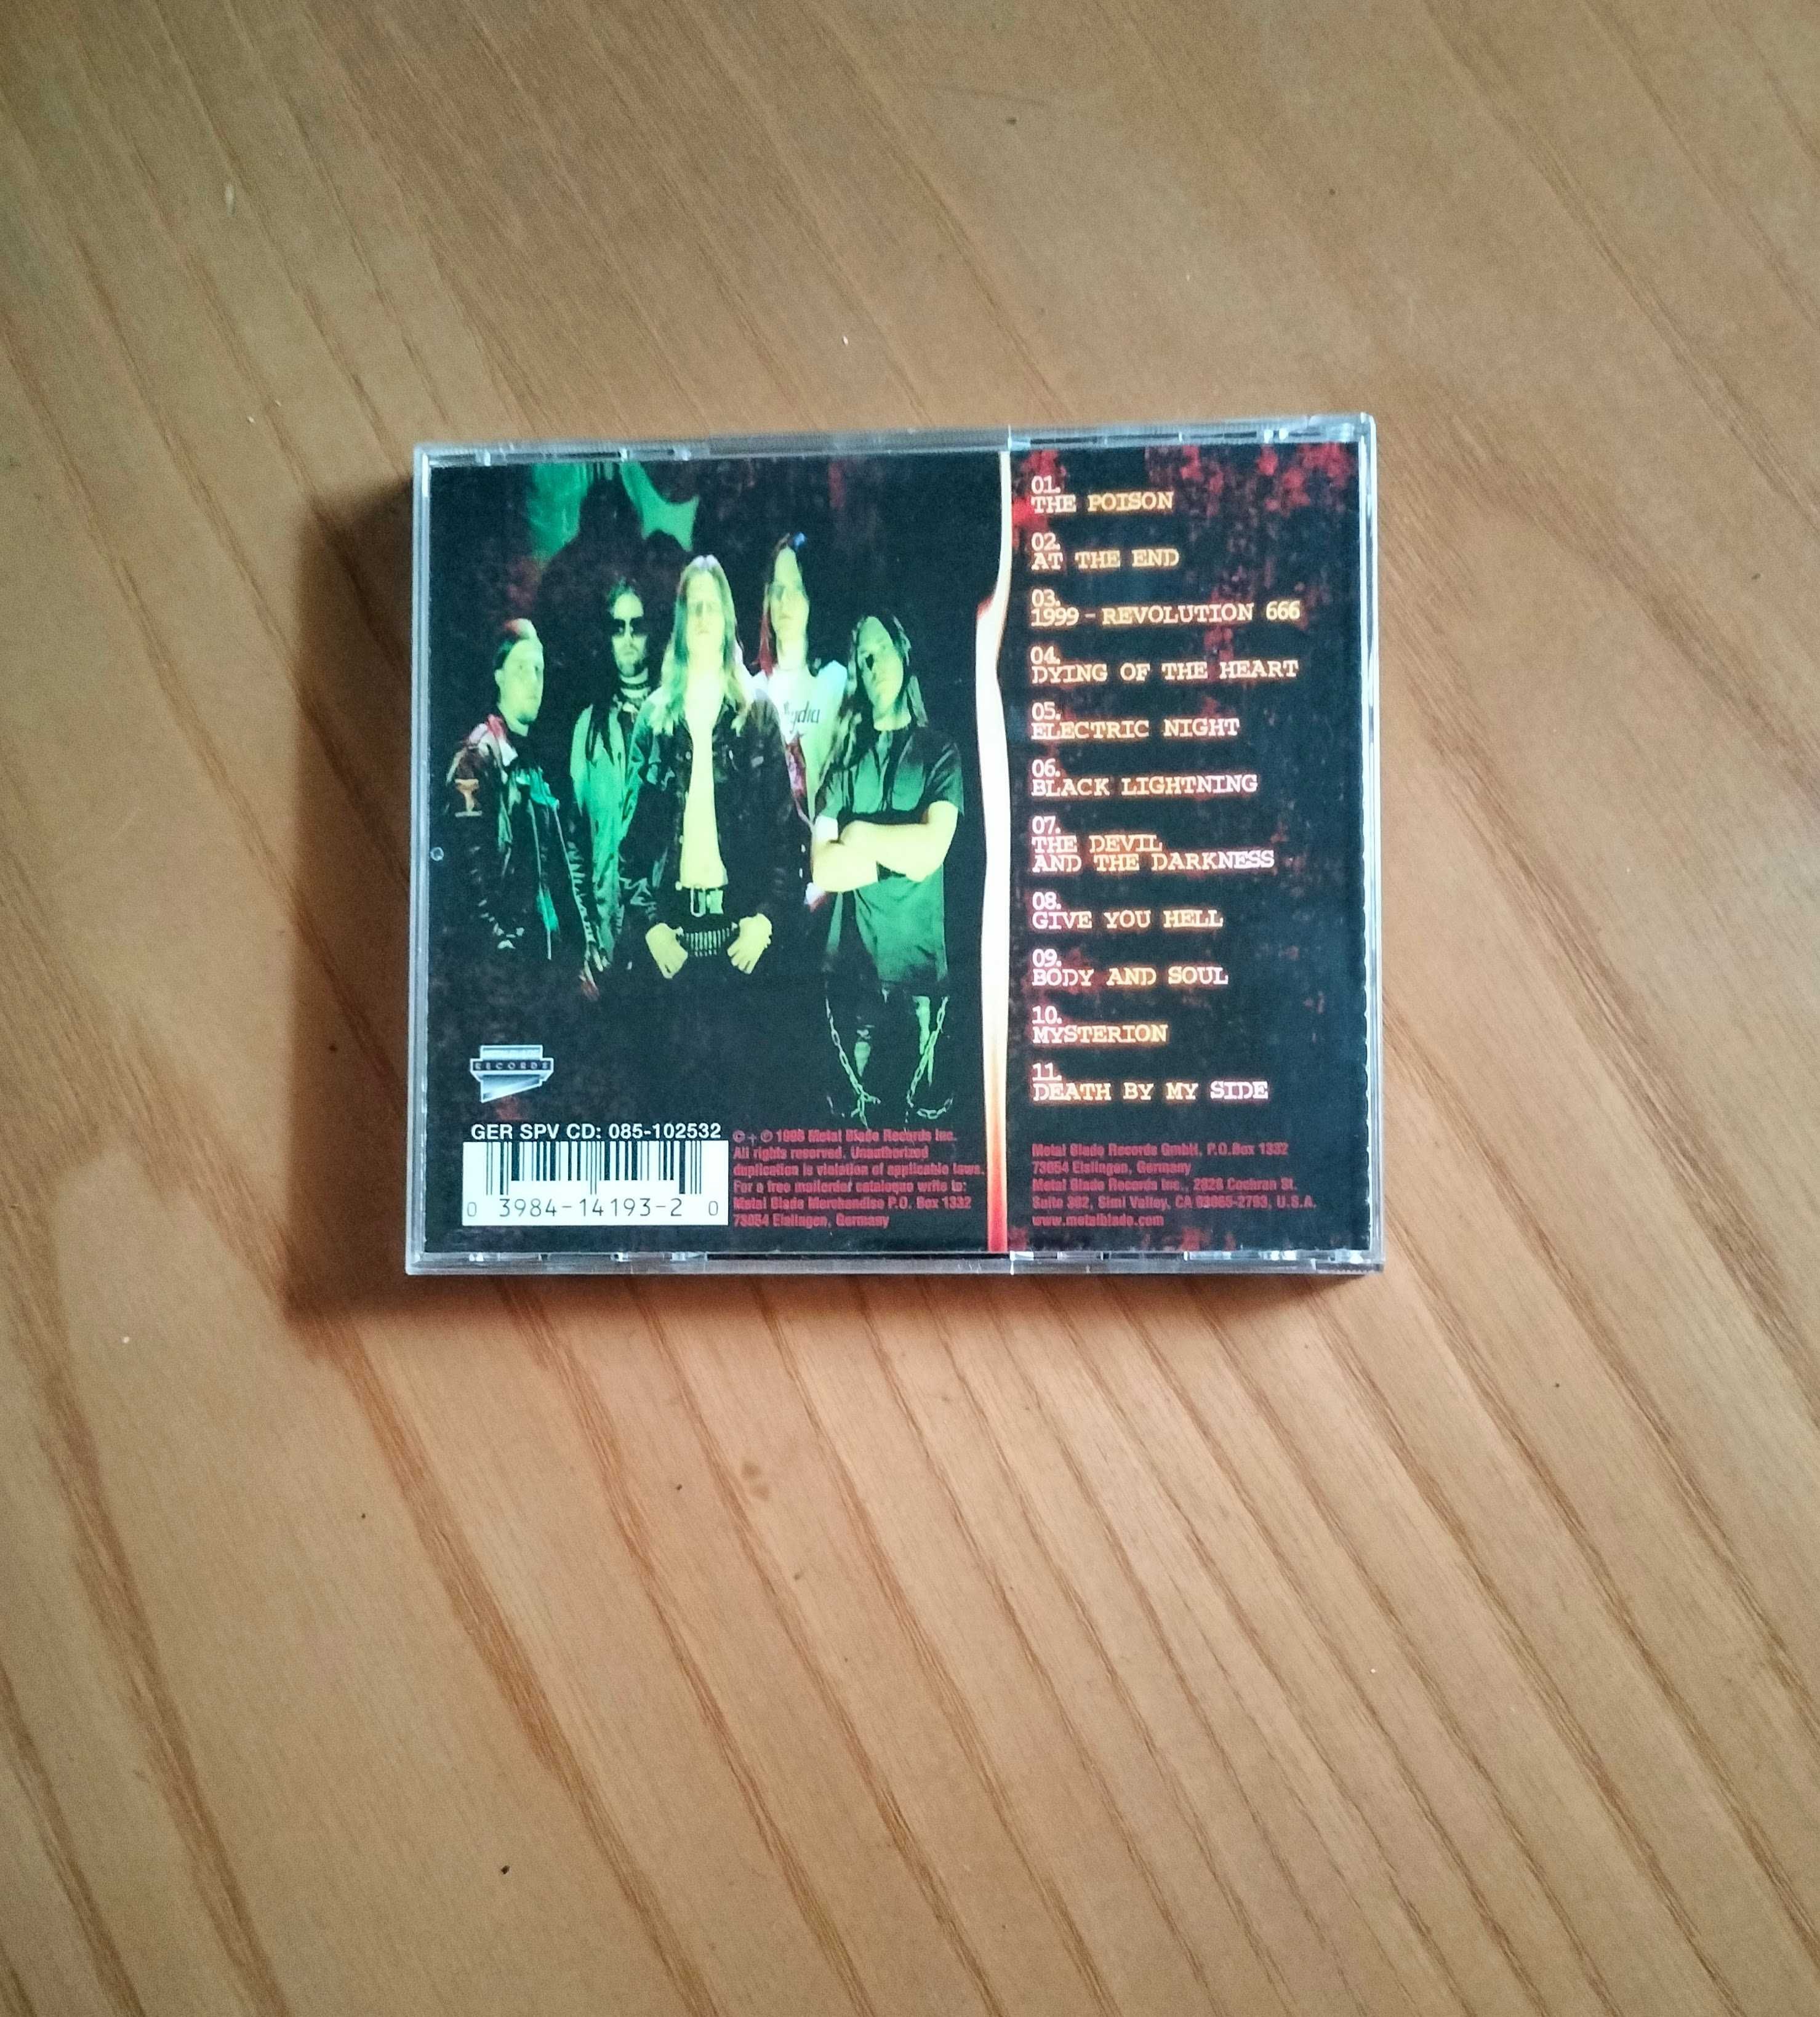 01.
THE POISON
02.
AT THE END
03.
1999 - REVOLUTION 666
04.
DYING OF THE HEART
05.
ELECTRIC NIGHT
06.
BLACK LIGHTNING
07.
THE DEVIL
AND THE DARKNESS
08.
GIVE YOU HELL
09.
BODY AND SOUL
10.
MYSTERION
11.
DEATH BY MY SIDE
RECORDS
GER SPV CD: 085-102532
0 3984-14193-2 0
© + ℗ 1998 Metal Blade Records Inc.
All rights reserved. Unauthorized
duplication is violation of applicable laws.
For a free mailorder catalogue write to:
Metal Blade Merchandise P.O. Box 1332
73054 Eislingen, Germany
Metal Blade Records GmbH, P.O.Box 1332
73054 Eislingen, Germany
Metal Blade Records Inc., 2828 Cochran St.
Suite 302, Simi Valley, CA 93065-2793, U.S.A.
www.metalblade.com